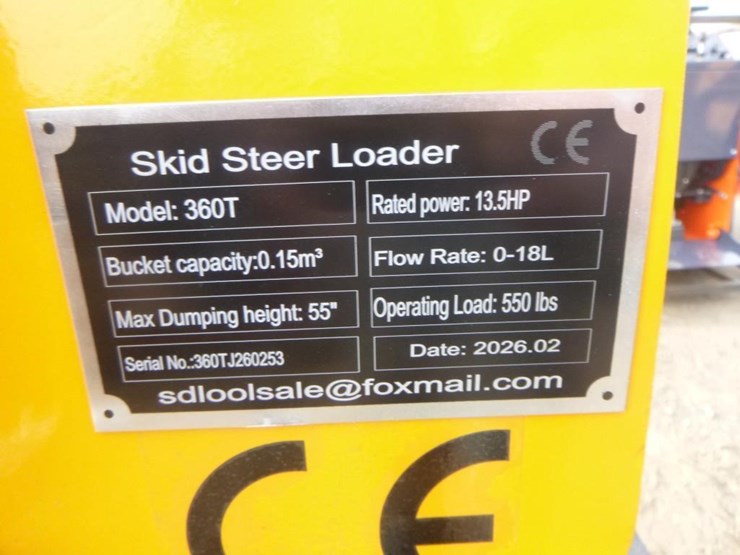 Skid Steer Loader CE
Model: 360T
Rated power: 13.5HP
Bucket capacity:0.15m³
Flow Rate: 0-18L
Max Dumping height: 55"
Operating Load: 550 lbs
Serial No.:360TJ260253
Date: 2026.02
sdloolsale@foxmail.com
CE